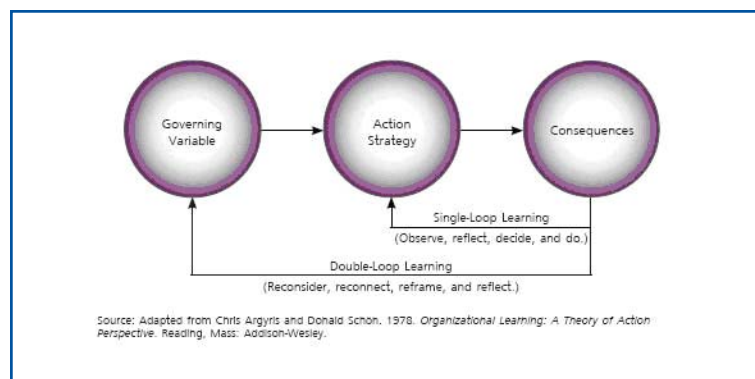 Governing
Variable
Action
Strategy
Consequences
Single-Loop Learning
(Observe, reflect, decide, and do.)
Double-Loop Learning
(Reconsider, reconnect, reframe, and reflect.)
Source: Adapted from Chris Argyris and Donald Schön. 1978. Organizational Learning: A Theory of Action
Perspective. Reading, Mass: Addison-Wesley.